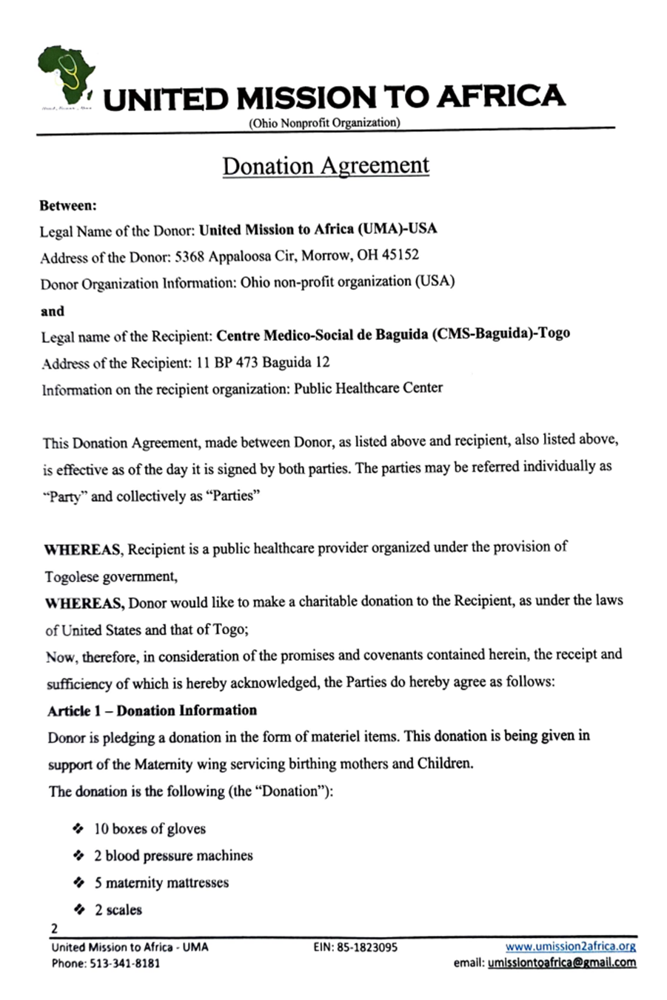 UNITED MISSION TO AFRICA
(Ohio Nonprofit Organization)
Donation Agreement
Between:
Legal Name of the Donor: United Mission to Africa (UMA)-USA
Address of the Donor: 5368 Appaloosa Cir, Morrow, OH 45152
Donor Organization Information: Ohio non-profit organization (USA)
and
Legal name of the Recipient: Centre Medico-Social de Baguida (CMS-Baguida)-Togo
Address of the Recipient: 11 BP 473 Baguida 12
Information on the recipient organization: Public Healthcare Center
This Donation Agreement, made between Donor, as listed above and recipient, also listed above,
is effective as of the day it is signed by both parties. The parties may be referred individually as
“Party” and collectively as “Parties”
WHEREAS, Recipient is a public healthcare provider organized under the provision of
Togolese government,
WHEREAS, Donor would like to make a charitable donation to the Recipient, as under the laws
of United States and that of Togo;
Now, therefore, in consideration of the promises and covenants contained herein, the receipt and
sufficiency of which is hereby acknowledged, the Parties do hereby agree as follows:
Article 1 – Donation Information
Donor is pledging a donation in the form of materiel items. This donation is being given in
support of the Maternity wing servicing birthing mothers and Children.
The donation is the following (the “Donation”):
❖ 10 boxes of gloves
❖ 2 blood pressure machines
❖ 5 maternity mattresses
❖ 2 scales
2
United Mission to Africa - UMA EIN: 85-1823095 www.umission2africa.org
Phone: 513-341-8181 email: umissiontoafrica@gmail.com